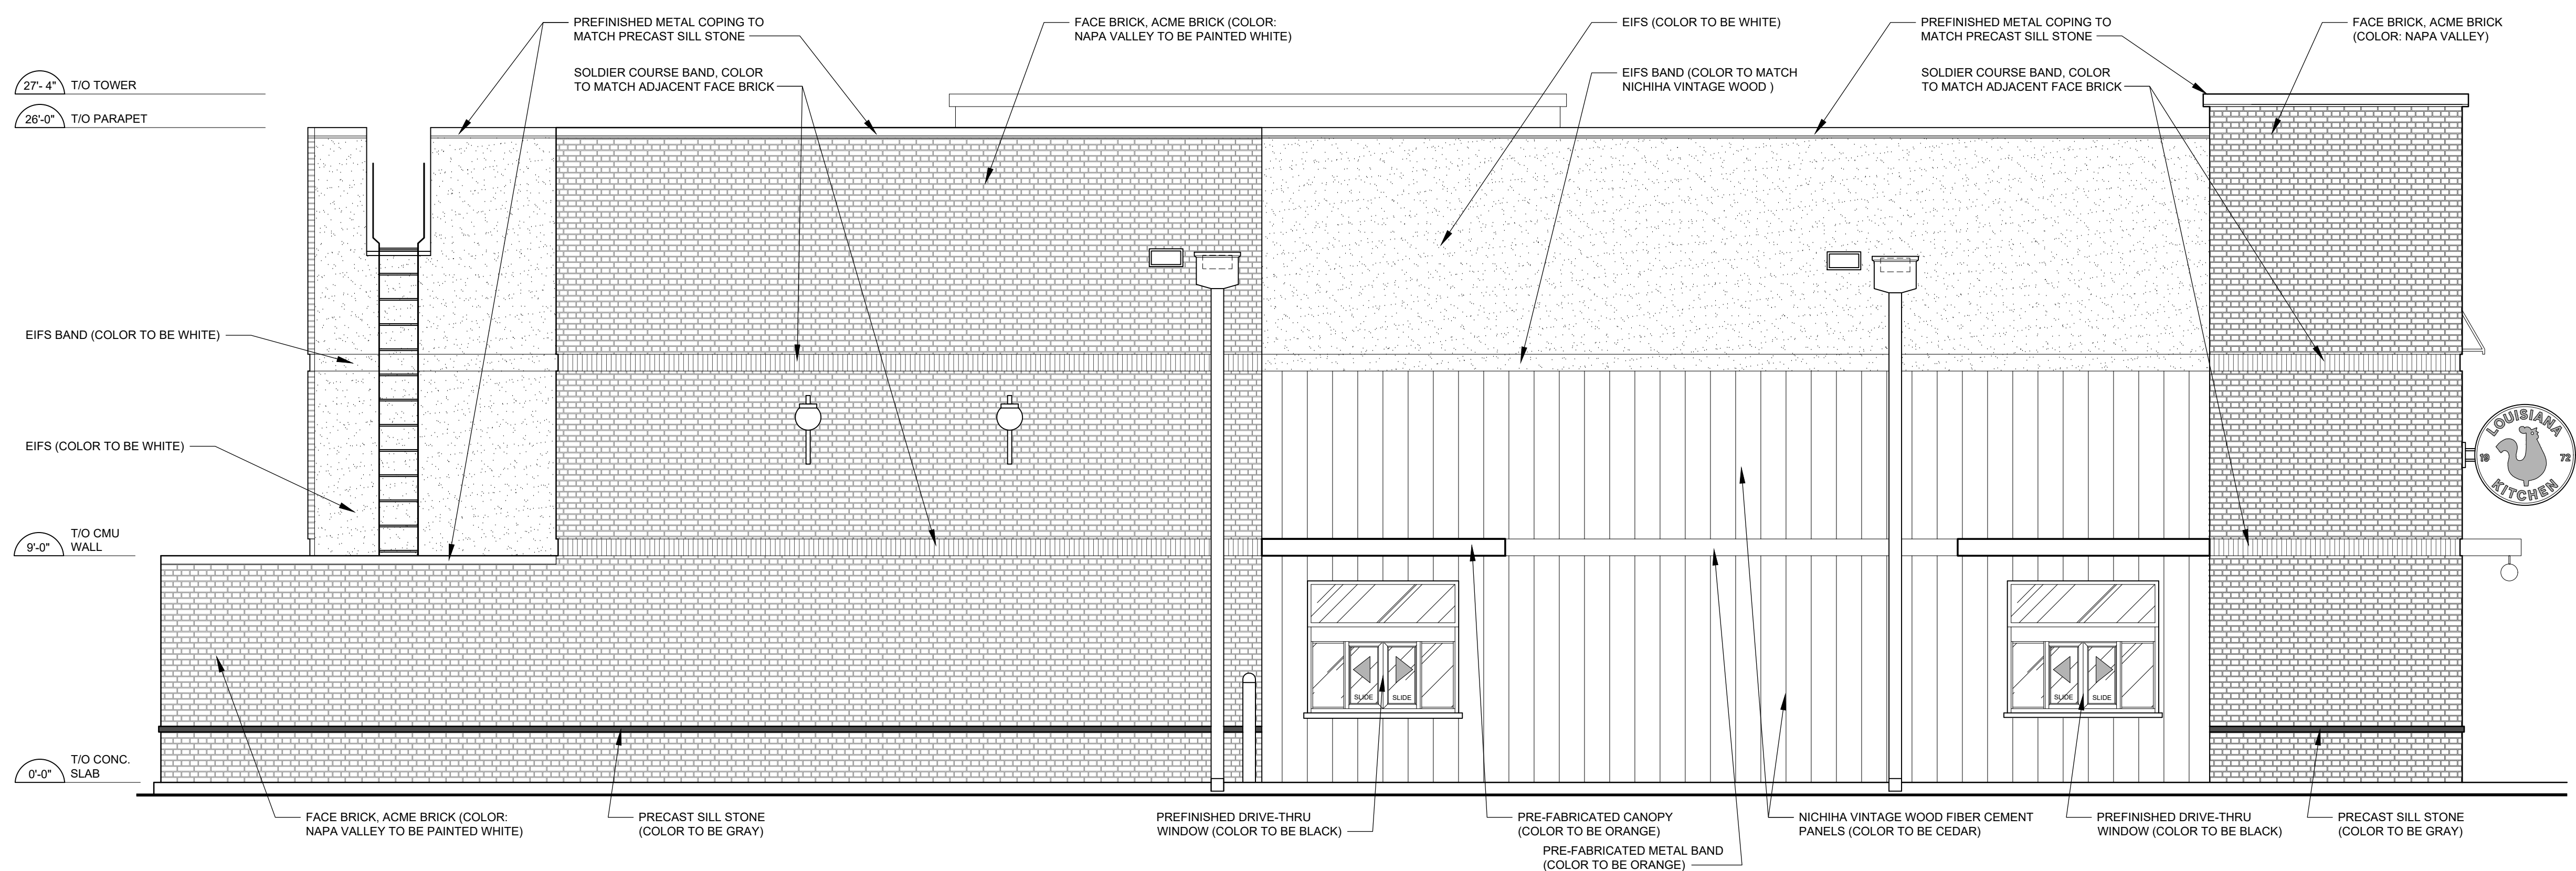 PREFINISHED METAL COPING TO
MATCH PRECAST SILL STONE
FACE BRICK, ACME BRICK (COLOR:
NAPA VALLEY TO BE PAINTED WHITE)
EIFS (COLOR TO BE WHITE)
PREFINISHED METAL COPING TO
MATCH PRECAST SILL STONE
FACE BRICK, ACME BRICK
(COLOR: NAPA VALLEY)
SOLDIER COURSE BAND, COLOR
TO MATCH ADJACENT FACE BRICK
EIFS BAND (COLOR TO MATCH
NICHIHA VINTAGE WOOD )
SOLDIER COURSE BAND, COLOR
TO MATCH ADJACENT FACE BRICK
27'- 4" T/O TOWER
26'-0" T/O PARAPET
EIFS BAND (COLOR TO BE WHITE)
EIFS (COLOR TO BE WHITE)
LOUISIANA
19 72
KITCHEN
9'-0" T/O CMU
WALL
SLIDE SLIDE
SLIDE SLIDE
0'-0" T/O CONC.
SLAB
FACE BRICK, ACME BRICK (COLOR:
NAPA VALLEY TO BE PAINTED WHITE)
PRECAST SILL STONE
(COLOR TO BE GRAY)
PREFINISHED DRIVE-THRU
WINDOW (COLOR TO BE BLACK)
PRE-FABRICATED CANOPY
(COLOR TO BE ORANGE)
PRE-FABRICATED METAL BAND
(COLOR TO BE ORANGE)
NICHIHA VINTAGE WOOD FIBER CEMENT
PANELS (COLOR TO BE CEDAR)
PREFINISHED DRIVE-THRU
WINDOW (COLOR TO BE BLACK)
PRECAST SILL STONE
(COLOR TO BE GRAY)